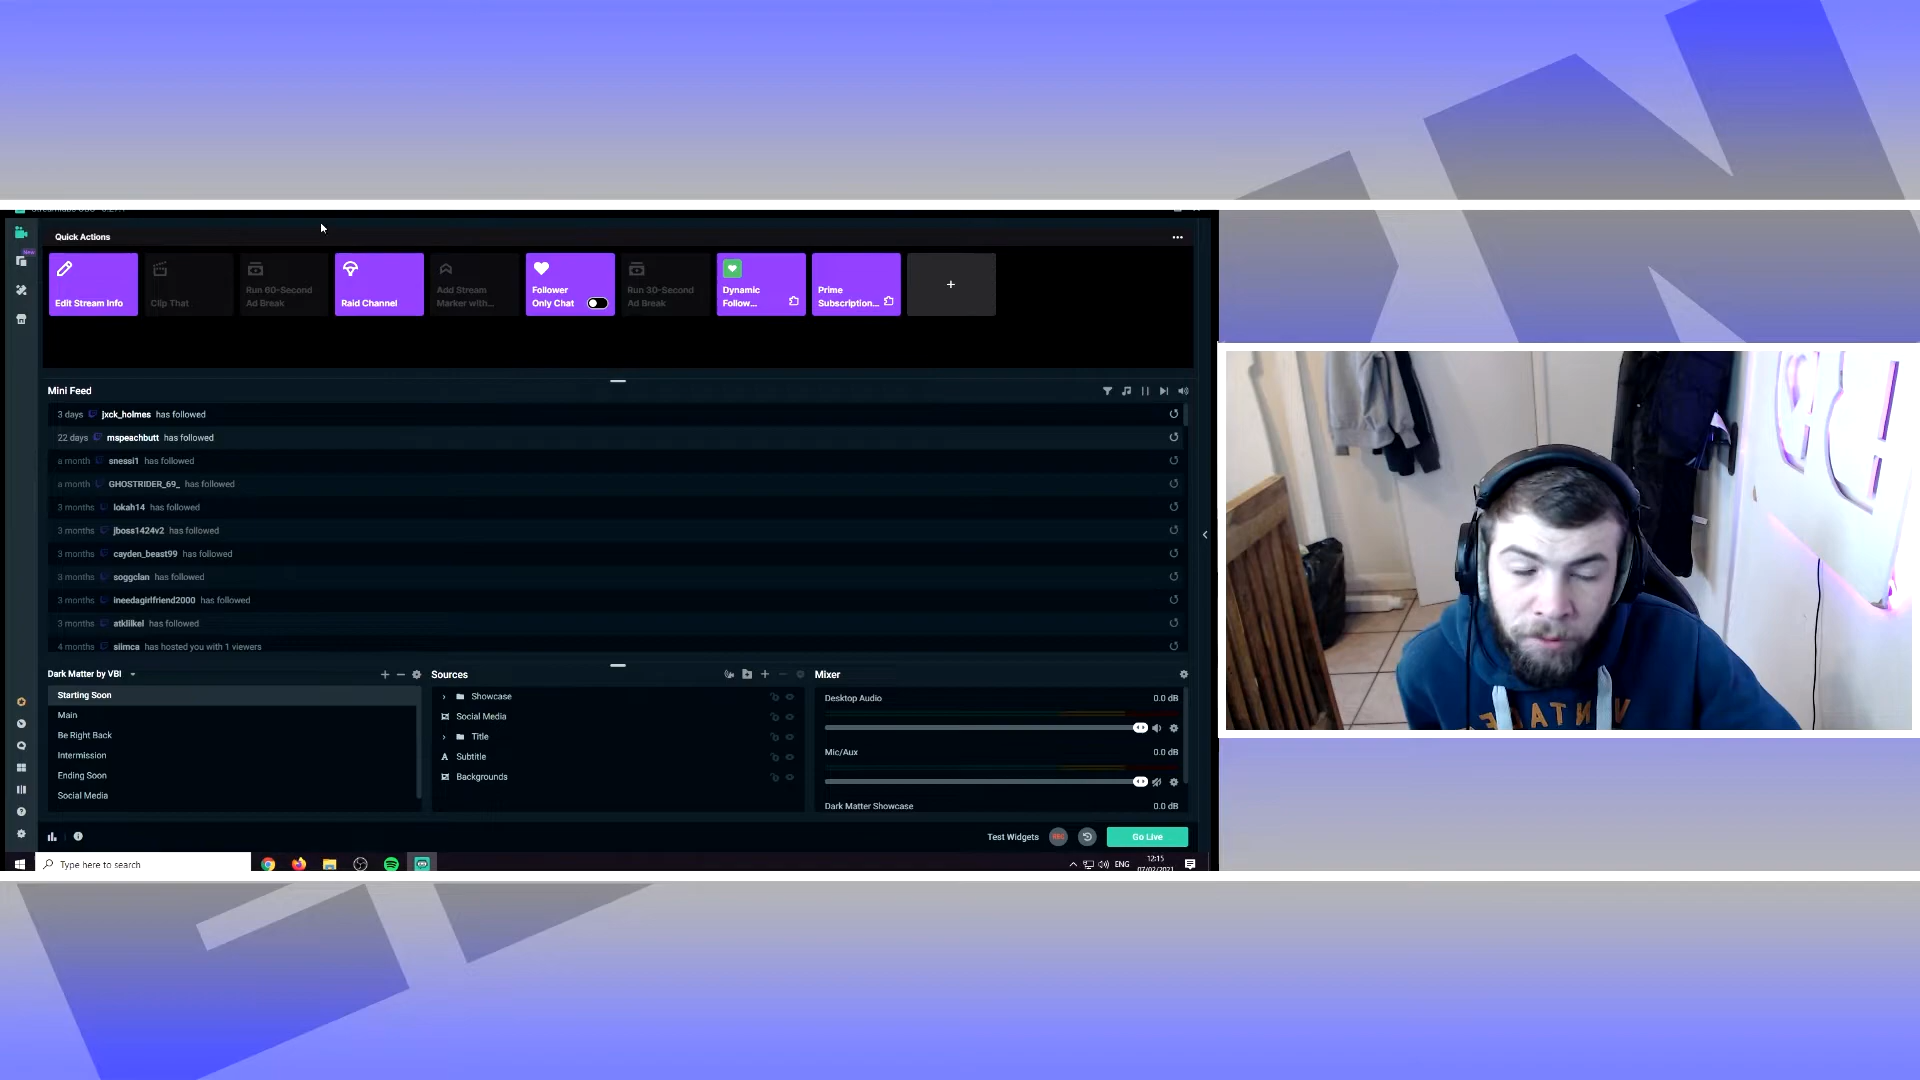 Quick Actions
Edit Stream Info
Clip That
Run 60-Second
Ad Break
Raid Channel
Add Stream
Marker with...
Follower
Only Chat
Run 30-Second
Ad Break
Dynamic
Follow...
Prime
Subscription...
Mini Feed
3 days jxck_holmes has followed
22 days mspeachbutt has followed
a month snessi1 has followed
a month GHOSTRIDER_69_ has followed
3 months lokah14 has followed
3 months jboss1424v2 has followed
3 months cayden_beast99 has followed
3 months soggclan has followed
3 months ineedagirlfriend2000 has followed
3 months atklilkel has followed
4 months siimca has hosted you with 1 viewers
Dark Matter by VBI
Starting Soon
Main
Be Right Back
Intermission
Ending Soon
Social Media
Sources
Showcase
Social Media
Title
Subtitle
Backgrounds
Mixer
Desktop Audio 0.0 dB
Mic/Aux 0.0 dB
Dark Matter Showcase 0.0 dB
Test Widgets REC Go Live
Type here to search
ENG
12:15
07/02/2021